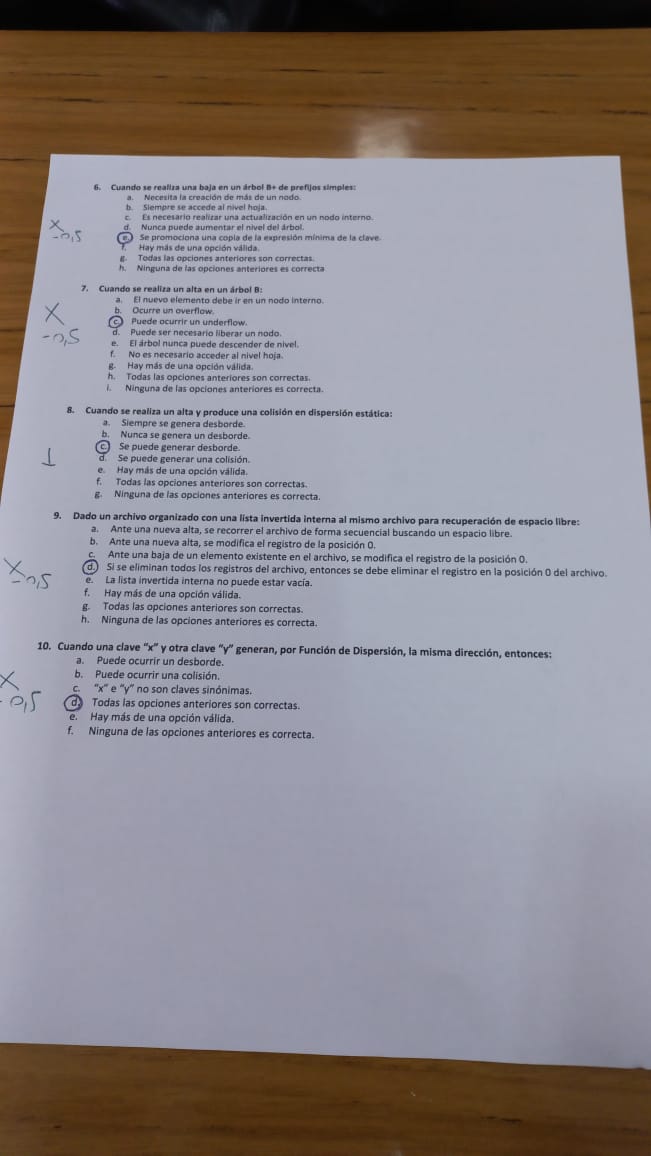 6. Cuando se realiza una baja en un árbol B+ de prefijos simples:
a. Necesita la creación de más de un nodo.
b. Siempre se accede al nivel hoja.
c. Es necesario realizar una actualización en un nodo interno.
d. Nunca puede aumentar el nivel del árbol.
X
-0,5
e. Se promociona una copia de la expresión mínima de la clave.
f. Hay más de una opción válida.
g. Todas las opciones anteriores son correctas.
h. Ninguna de las opciones anteriores es correcta
7. Cuando se realiza un alta en un árbol B:
a. El nuevo elemento debe ir en un nodo interno.
b. Ocurre un overflow.
X
-0,5
c. Puede ocurrir un underflow.
d. Puede ser necesario liberar un nodo.
e. El árbol nunca puede descender de nivel.
f. No es necesario acceder al nivel hoja.
g. Hay más de una opción válida.
h. Todas las opciones anteriores son correctas.
i. Ninguna de las opciones anteriores es correcta.
8. Cuando se realiza un alta y produce una colisión en dispersión estática:
a. Siempre se genera desborde.
b. Nunca se genera un desborde.
c. Se puede generar desborde.
1
d. Se puede generar una colisión.
e. Hay más de una opción válida.
f. Todas las opciones anteriores son correctas.
g. Ninguna de las opciones anteriores es correcta.
9. Dado un archivo organizado con una lista invertida interna al mismo archivo para recuperación de espacio libre:
a. Ante una nueva alta, se recorrer el archivo de forma secuencial buscando un espacio libre.
b. Ante una nueva alta, se modifica el registro de la posición 0.
c. Ante una baja de un elemento existente en el archivo, se modifica el registro de la posición 0.
X
-0,5
d. Si se eliminan todos los registros del archivo, entonces se debe eliminar el registro en la posición 0 del archivo.
e. La lista invertida interna no puede estar vacía.
f. Hay más de una opción válida.
g. Todas las opciones anteriores son correctas.
h. Ninguna de las opciones anteriores es correcta.
10. Cuando una clave "x" y otra clave "y" generan, por Función de Dispersión, la misma dirección, entonces:
a. Puede ocurrir un desborde.
b. Puede ocurrir una colisión.
c. "x" e "y" no son claves sinónimas.
X
-0,5
d. Todas las opciones anteriores son correctas.
e. Hay más de una opción válida.
f. Ninguna de las opciones anteriores es correcta.